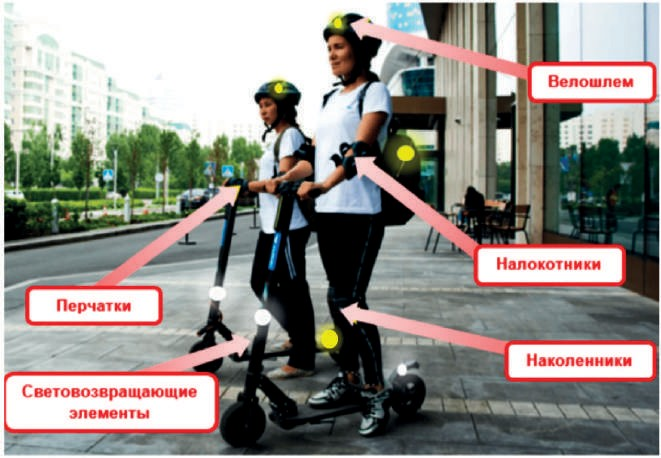 Велошлем
Налокотники
Перчатки
Наколенники
Световозвращающие
элементы